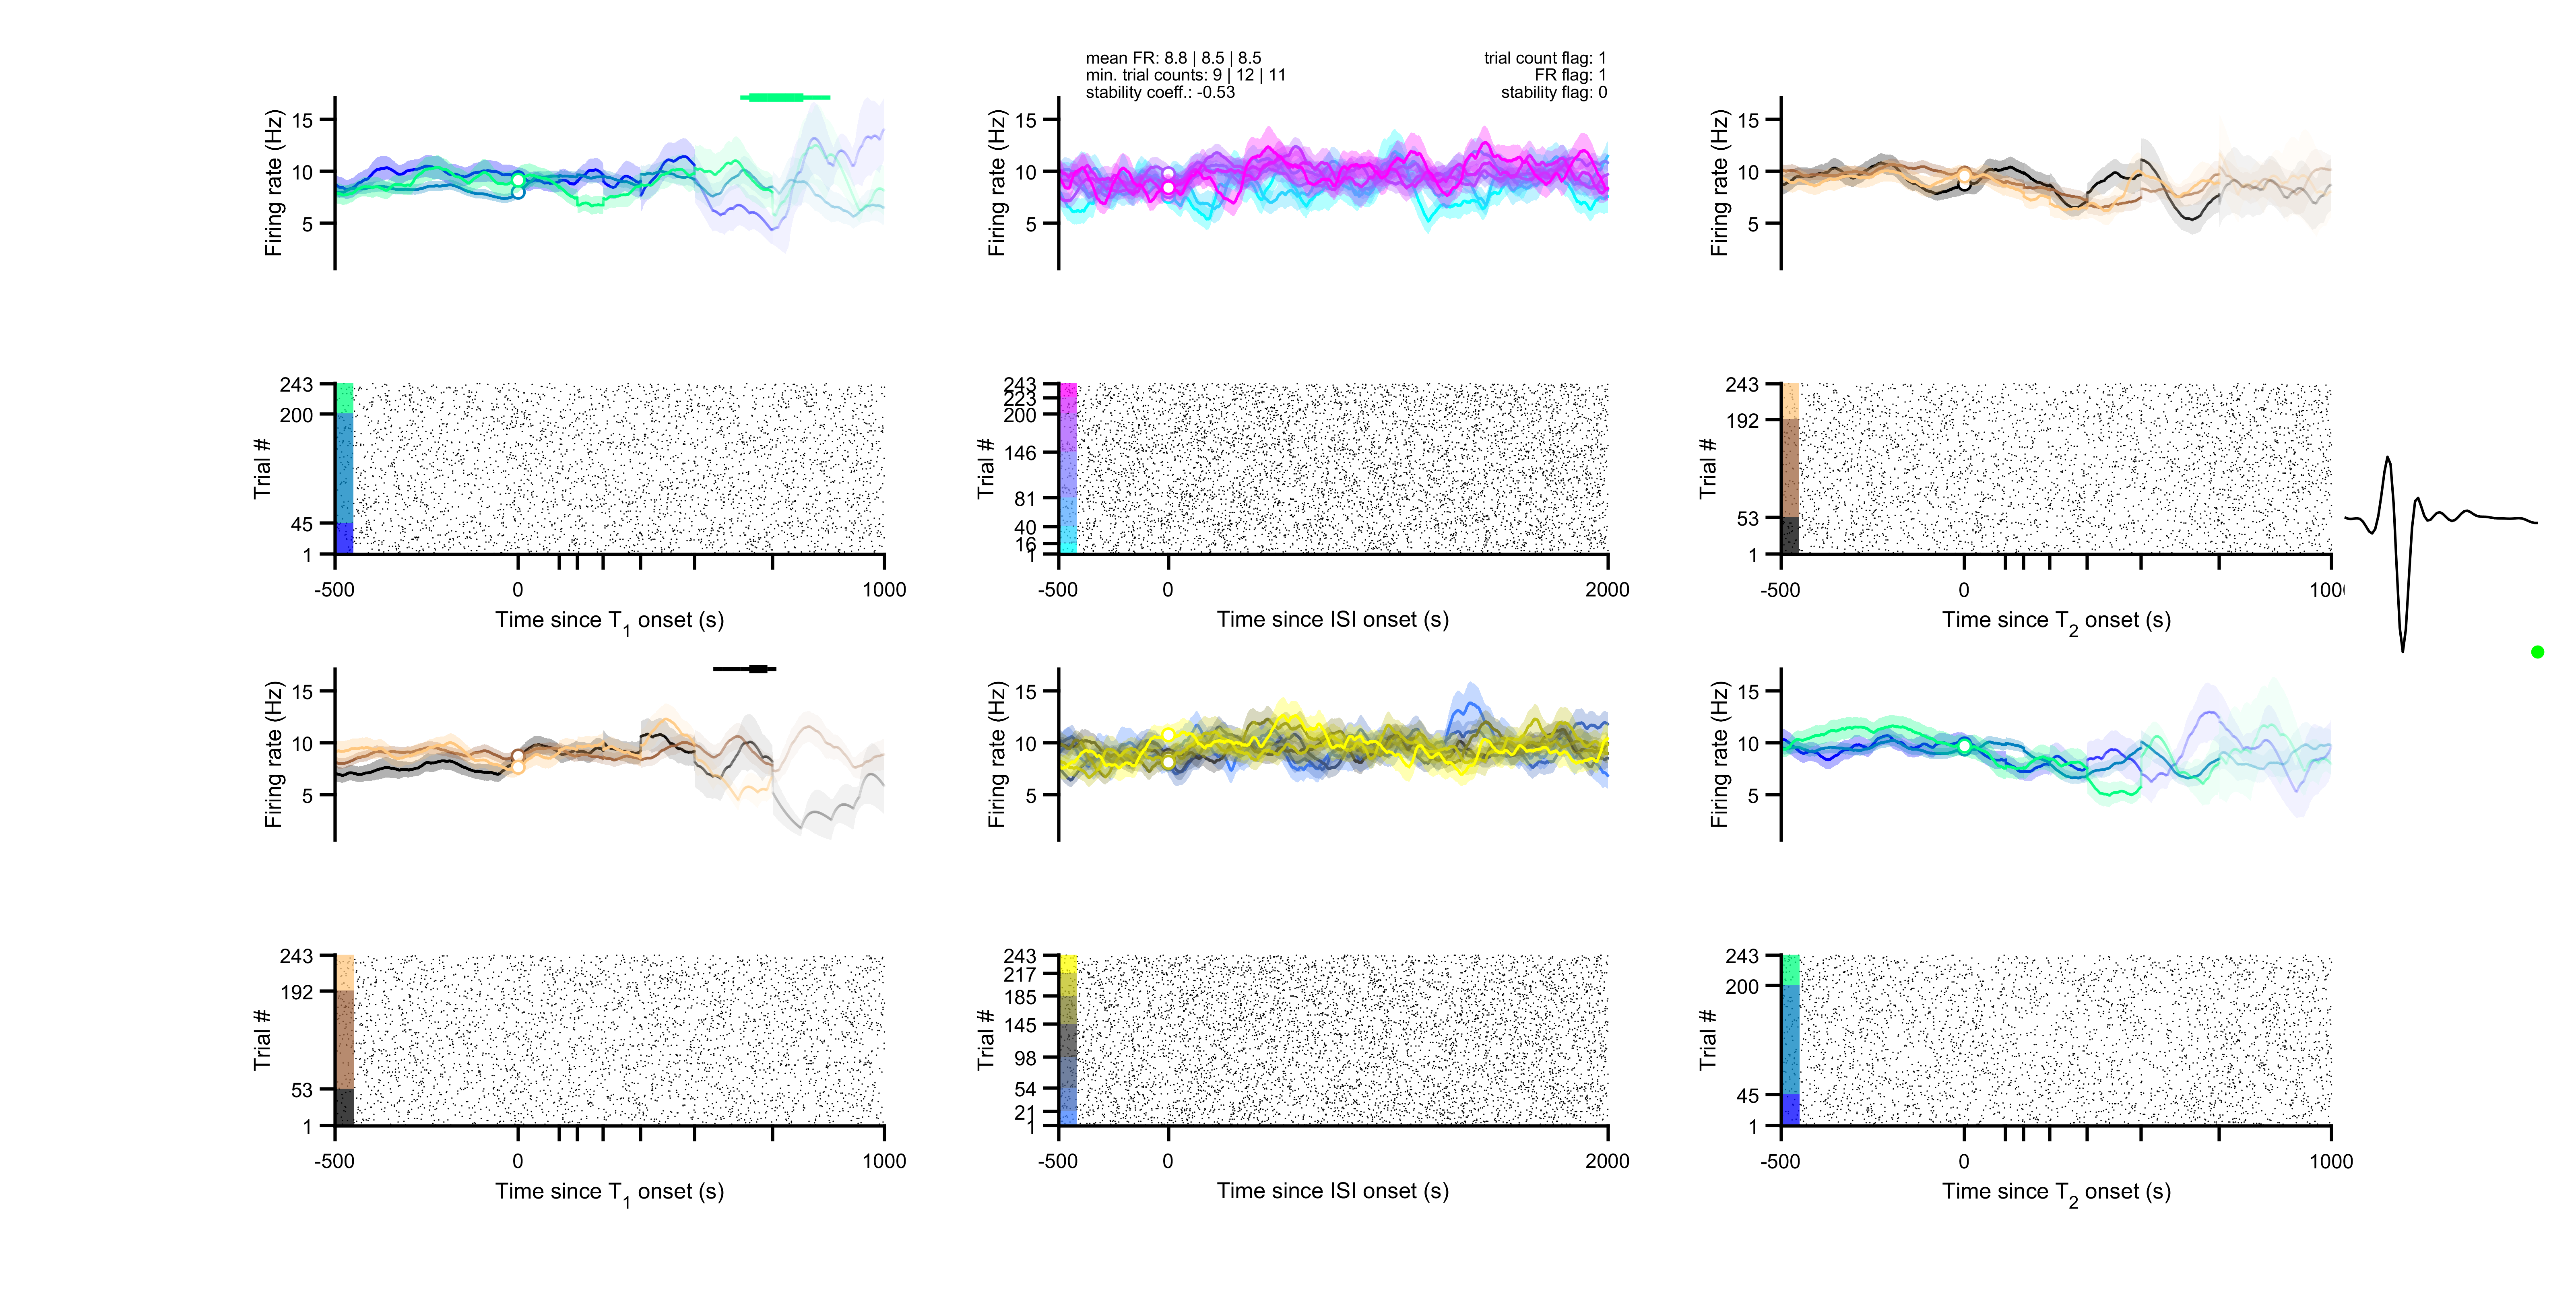 mean FR: 8.8 | 8.5 | 8.5
min. trial counts: 9 | 12 | 11
stability coeff.: -0.53
trial count flag: 1
FR flag: 1
stability flag: 0
Firing rate (Hz)
15
10
5
Firing rate (Hz)
15
10
5
Firing rate (Hz)
15
10
5
Trial #
243
200
45
1
-500
0
1000
Time since T1 onset (s)
Trial #
243
223
200
146
81
40
16
1
-500
0
2000
Time since ISI onset (s)
Trial #
243
192
53
1
-500
0
Time since T2 onset (s)
Firing rate (Hz)
15
10
5
Firing rate (Hz)
15
10
5
Firing rate (Hz)
15
10
5
Trial #
243
192
53
1
-500
0
1000
Time since T1 onset (s)
Trial #
243
217
185
145
98
54
21
1
-500
0
2000
Time since ISI onset (s)
Trial #
243
200
45
1
-500
0
1000
Time since T2 onset (s)